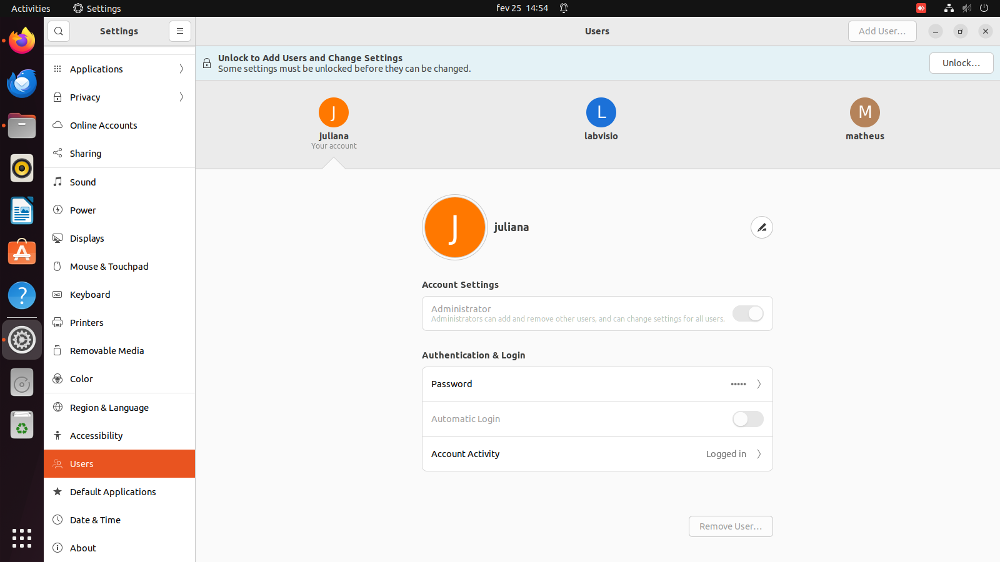 Activities
Settings
fev 25 14:54
Settings
Users
Add User…
Unlock to Add Users and Change Settings
Some settings must be unlocked before they can be changed.
Unlock…
Applications
Privacy
Online Accounts
Sharing
Sound
Power
Displays
Mouse & Touchpad
Keyboard
Printers
Removable Media
Color
Region & Language
Accessibility
Users
Default Applications
Date & Time
About
J
juliana
Your account
L
labvisio
M
matheus
J
juliana
Account Settings
Administrator
Administrators can add and remove other users, and can change settings for all users.
Authentication & Login
Password
•••••
Automatic Login
Account Activity
Logged in
Remove User…